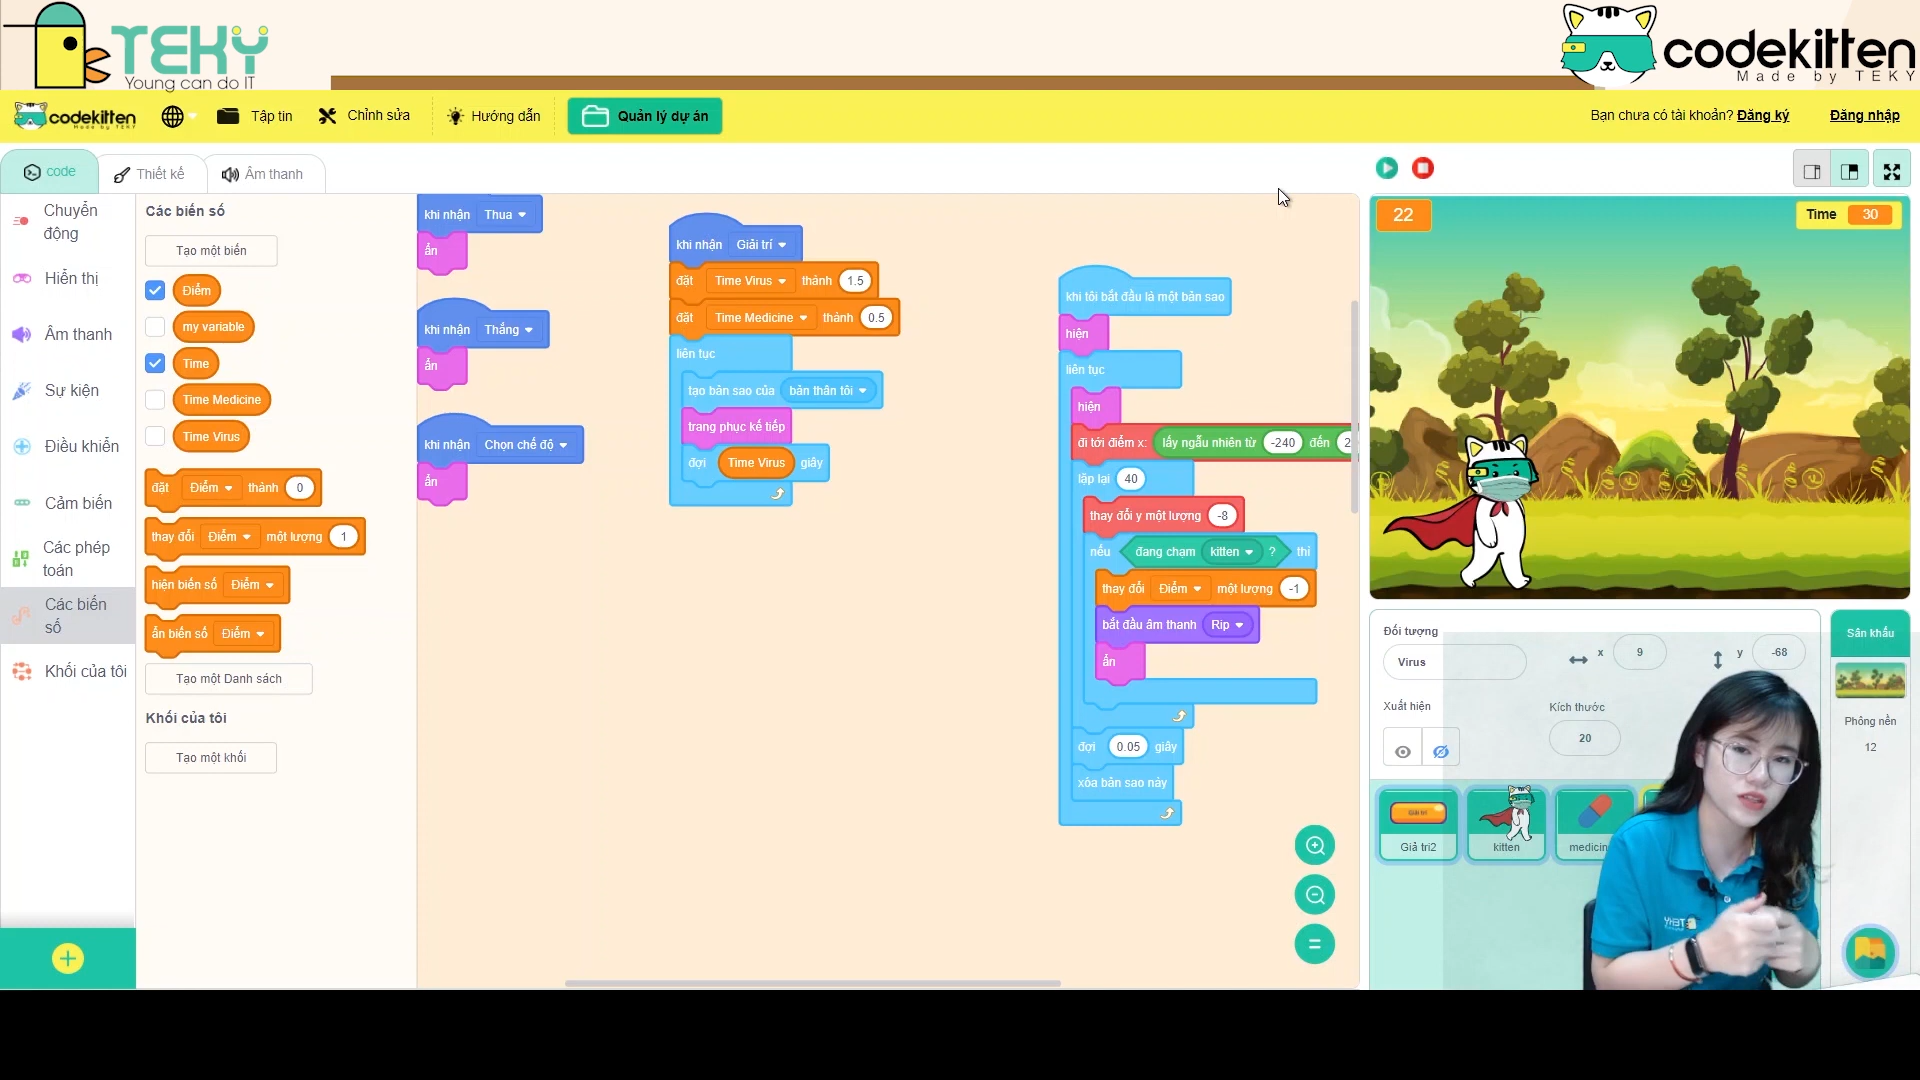 TEKY
Young can do IT
codekitten
Made by TEKY
codekitten
Made by TEKY
Tập tin
Chỉnh sửa
Hướng dẫn
Quản lý dự án
Bạn chưa có tài khoản? Đăng ký
Đăng nhập
code
Thiết kế
Âm thanh
Chuyển động
Hiển thị
Âm thanh
Sự kiện
Điều khiển
Cảm biến
Các phép toán
Các biến số
Khối của tôi
Các biến số
Tạo một biến
Điểm
my variable
Time
Time Medicine
Time Virus
đặt Điểm thành 0
thay đổi Điểm một lượng 1
hiện biến số Điểm
ẩn biến số Điểm
Tạo một Danh sách
Khối của tôi
Tạo một khối
khi nhận Thua
ẩn
khi nhận Thắng
ẩn
khi nhận Chọn chế độ
ẩn
khi nhận Giải trí
đặt Time Virus thành 1.5
đặt Time Medicine thành 0.5
liên tục
tạo bản sao của bản thân tôi
trang phục kế tiếp
đợi Time Virus giây
khi tôi bắt đầu là một bản sao
hiện
liên tục
hiện
đi tới điểm x: lấy ngẫu nhiên từ -240 đến 2
lặp lại 40
thay đổi y một lượng -8
nếu đang chạm kitten ? thì
thay đổi Điểm một lượng -1
bắt đầu âm thanh Rip
ẩn
đợi 0.05 giây
xóa bản sao này
22
Time 30
Đối tượng
Virus
x 9
y -68
Xuất hiện
Kích thước
20
Giải trí
Giả tri2
kitten
medicin
Sân khấu
Phông nền
12